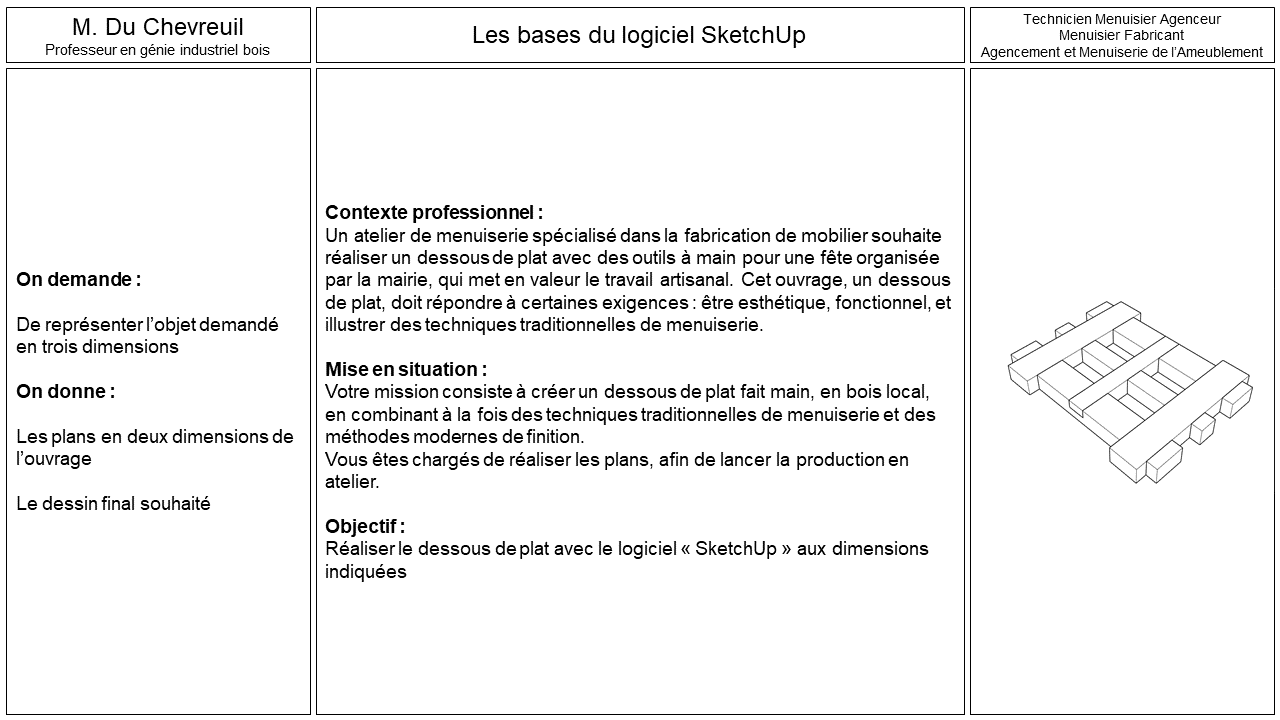 M. Du Chevreuil
Professeur en génie industriel bois
Les bases du logiciel SketchUp
Technicien Menuisier Agenceur
Menuisier Fabricant
Agencement et Menuiserie de l’Ameublement
On demande :
De représenter l’objet demandé
en trois dimensions
On donne :
Les plans en deux dimensions de
l’ouvrage
Le dessin final souhaité
Contexte professionnel :
Un atelier de menuiserie spécialisé dans la fabrication de mobilier souhaite
réaliser un dessous de plat avec des outils à main pour une fête organisée
par la mairie, qui met en valeur le travail artisanal. Cet ouvrage, un dessous
de plat, doit répondre à certaines exigences : être esthétique, fonctionnel, et
illustrer des techniques traditionnelles de menuiserie.
Mise en situation :
Votre mission consiste à créer un dessous de plat fait main, en bois local,
en combinant à la fois des techniques traditionnelles de menuiserie et des
méthodes modernes de finition.
Vous êtes chargés de réaliser les plans, afin de lancer la production en
atelier.
Objectif :
Réaliser le dessous de plat avec le logiciel « SketchUp » aux dimensions
indiquées